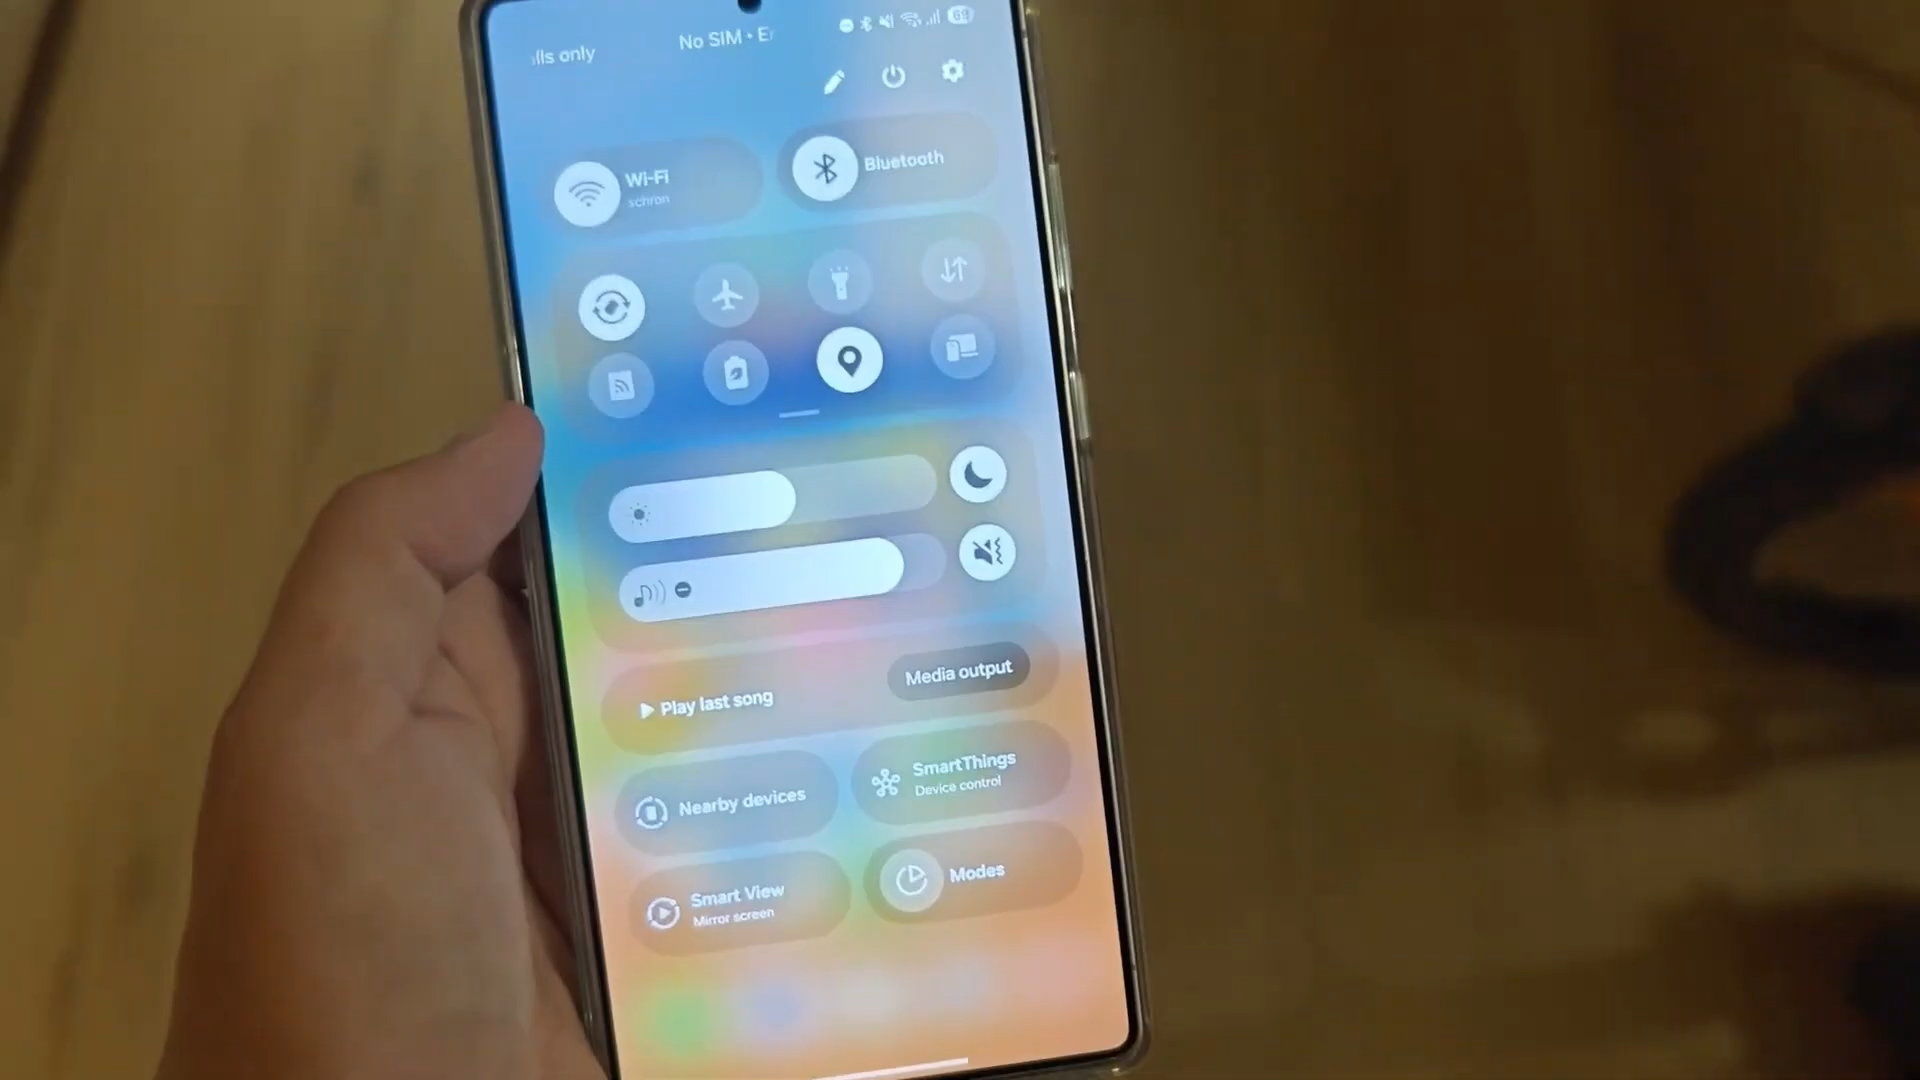 lls only
No SIM • E
69
Wi-Fi
schron
Bluetooth
Play last song
Media output
Nearby devices
SmartThings
Device control
Smart View
Mirror screen
Modes